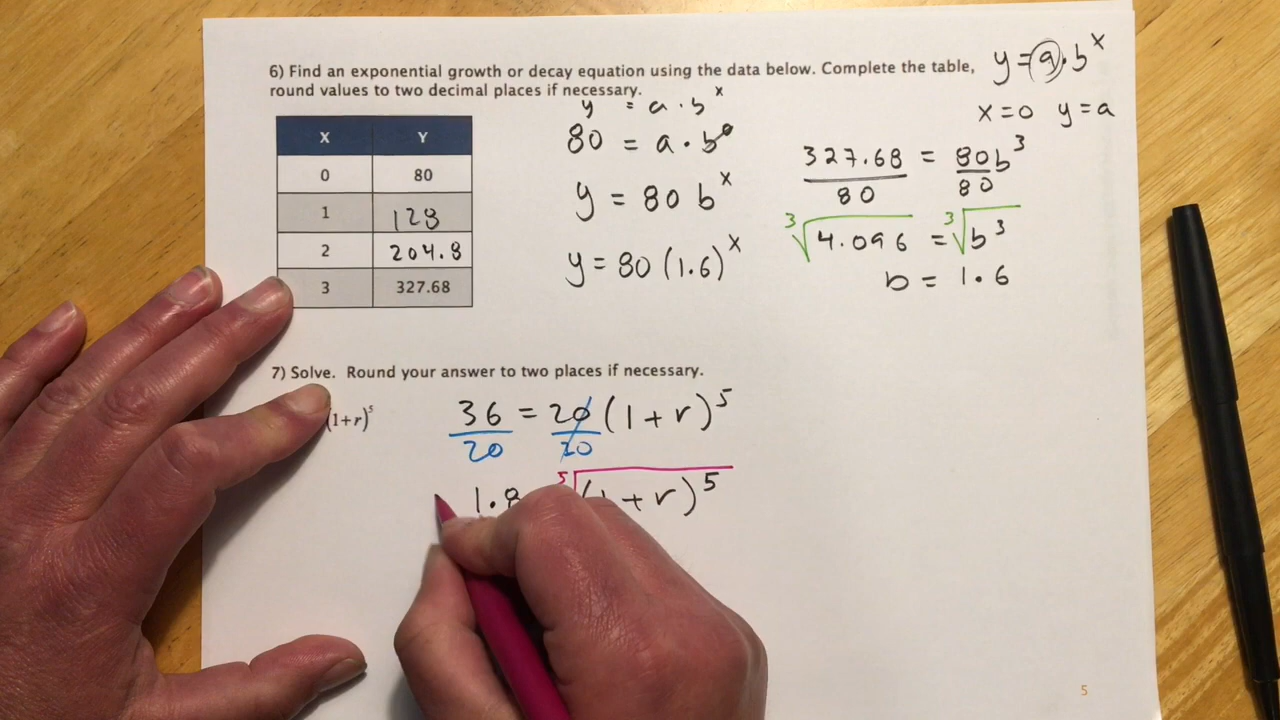 6) Find an exponential growth or decay equation using the data below. Complete the table,
round values to two decimal places if necessary.
y = a·b^x
x=0 y=a
X Y
0 80
1 128
2 204.8
3 327.68
y = a·b^x
80 = a·b^0
y = 80 b^x
y = 80 (1.6)^x
327.68 = 80b^3
80 80
∛4.096 = ∛b^3
b = 1.6
7) Solve. Round your answer to two places if necessary.
(1+r)^5
36 = 20 (1+r)^5
20 20
1.8 5√( + r)^5
5